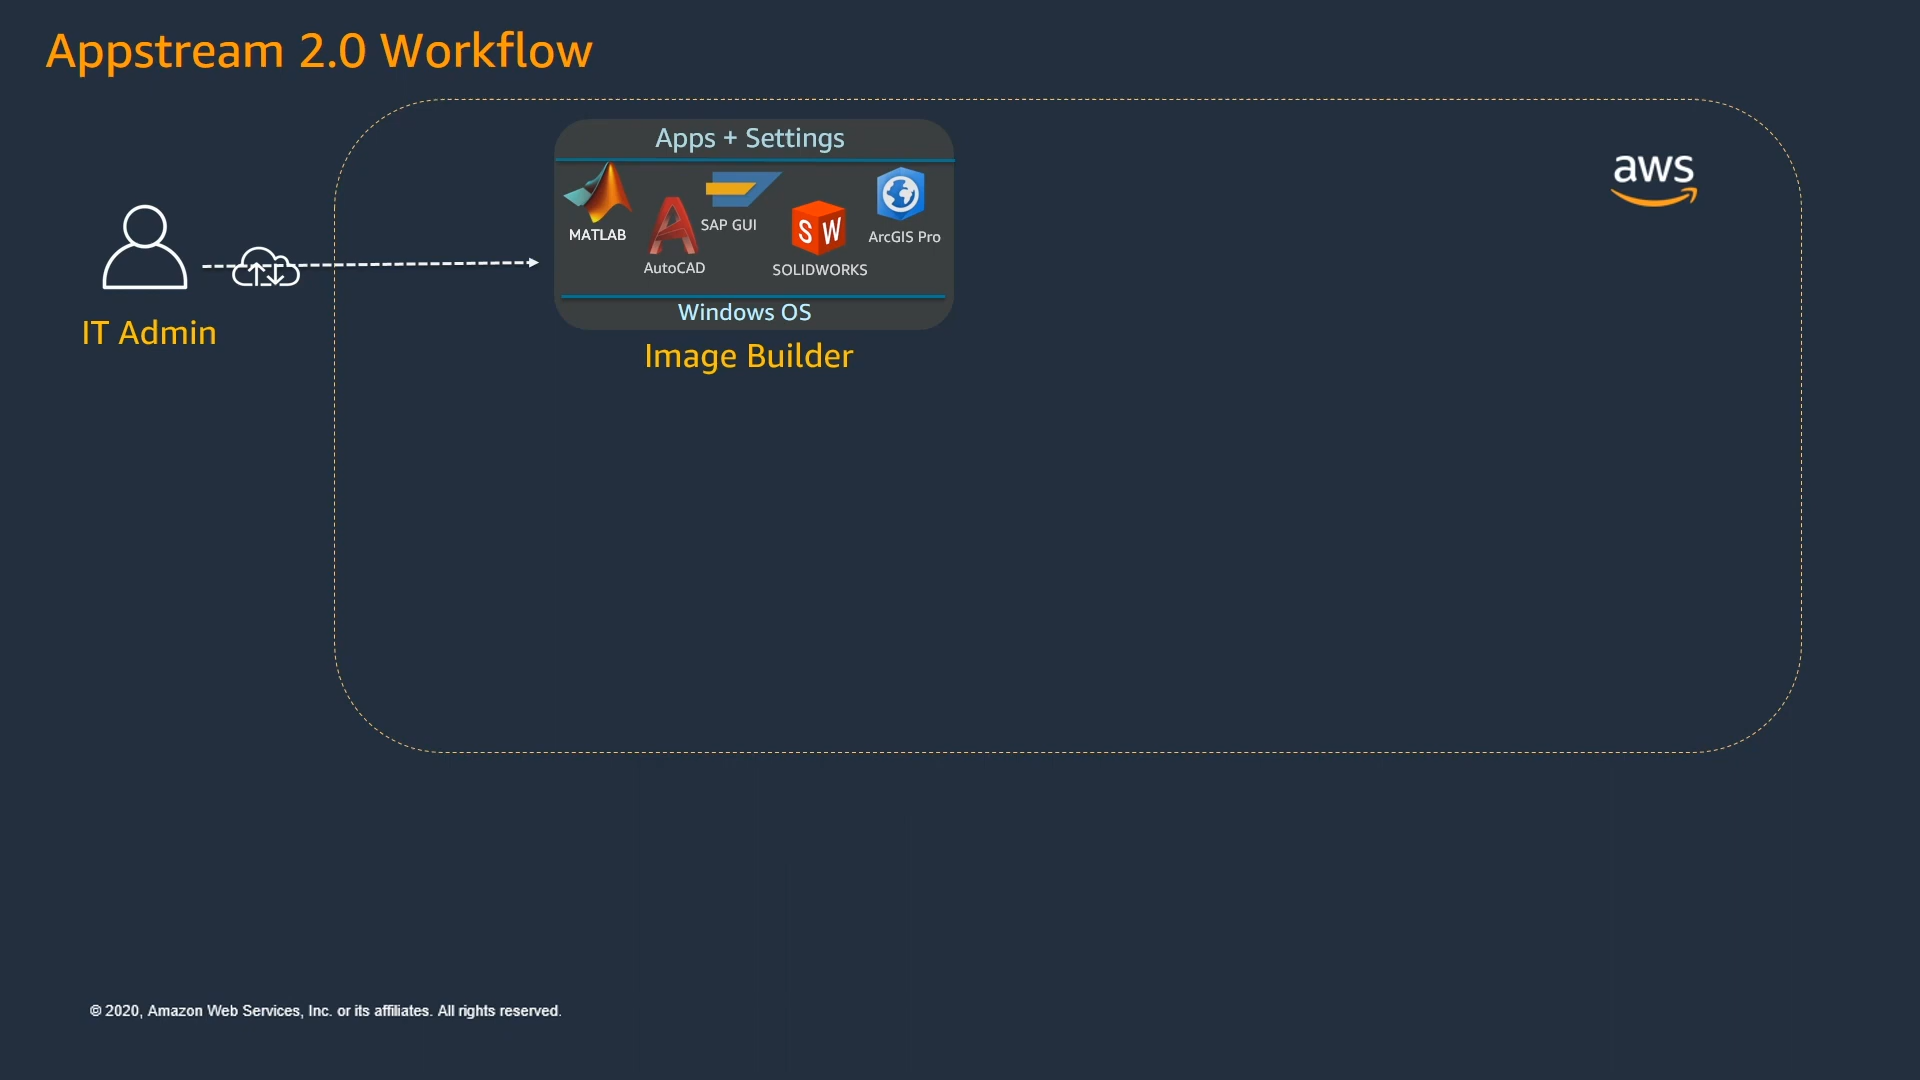 Appstream 2.0 Workflow
Apps + Settings
aws
MATLAB
SAP GUI
SW
ArcGIS Pro
AutoCAD
SOLIDWORKS
Windows OS
IT Admin
Image Builder
© 2020, Amazon Web Services, Inc. or its affiliates. All rights reserved.